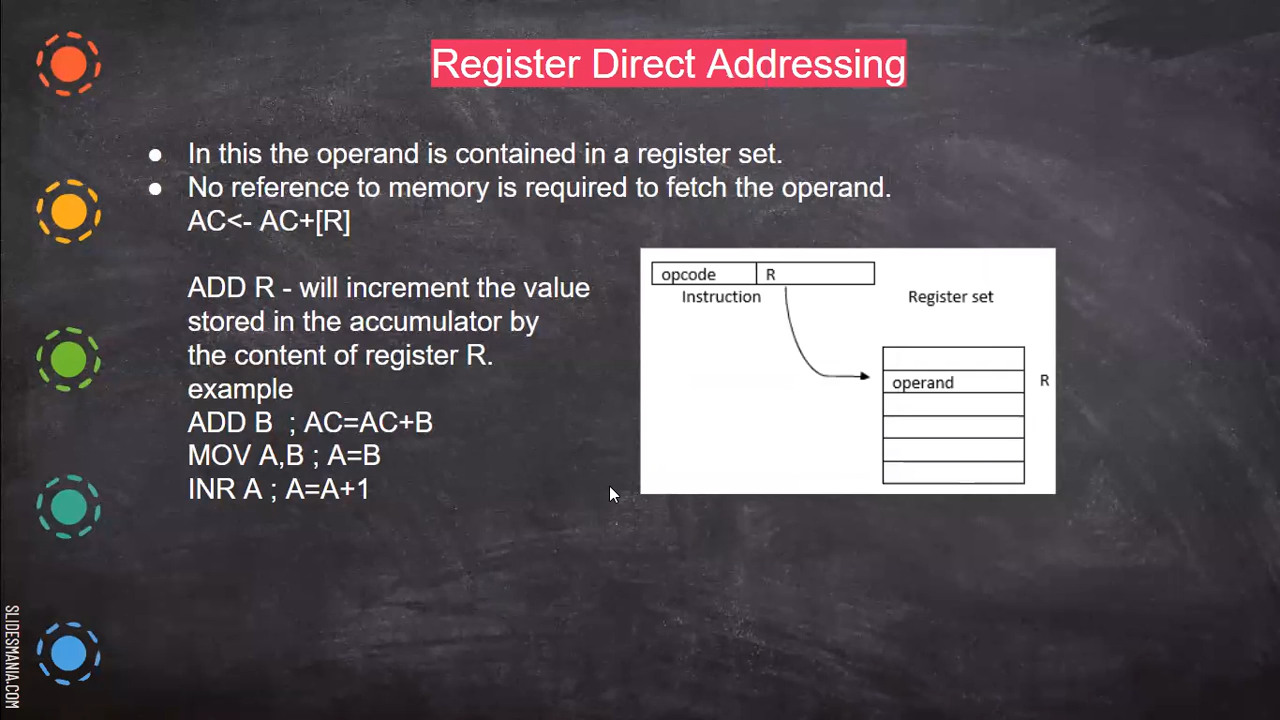 Register Direct Addressing
● In this the operand is contained in a register set.
● No reference to memory is required to fetch the operand.
AC<- AC+[R]
ADD R - will increment the value
stored in the accumulator by
the content of register R.
example
ADD B  ; AC=AC+B
MOV A,B ; A=B
INR A ; A=A+1
opcode R
Instruction
Register set
operand R
SLIDESMANIA.COM